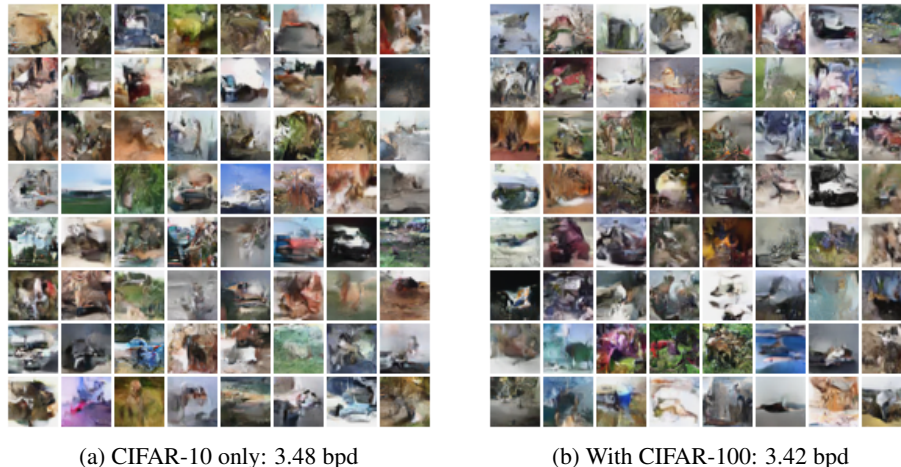 (a) CIFAR-10 only: 3.48 bpd
(b) With CIFAR-100: 3.42 bpd